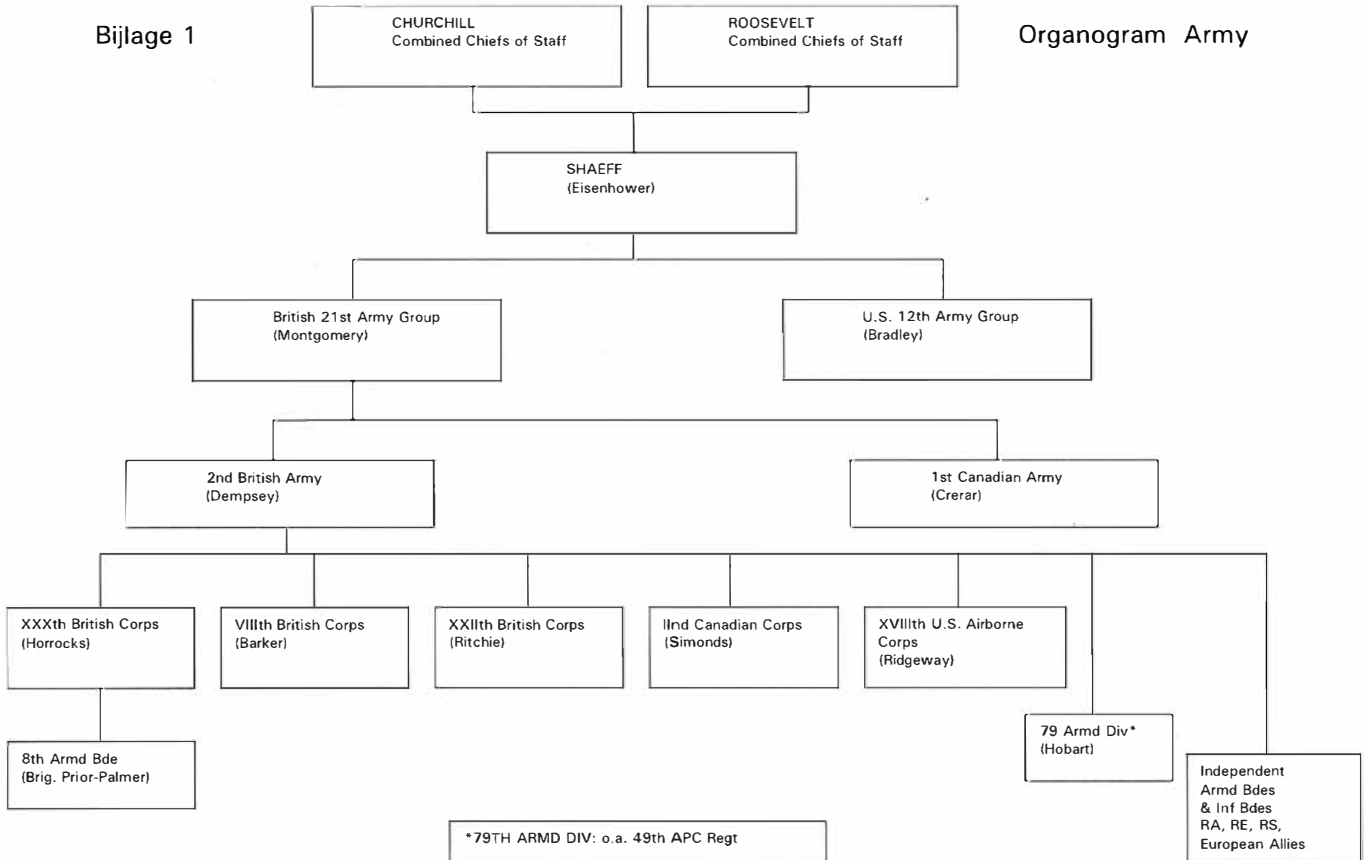 Bijlage 1
CHURCHILL
Combined Chiefs of Staff
ROOSEVELT
Combined Chiefs of Staff
Organogram Army
SHAEFF
(Eisenhower)
British 21st Army Group
(Montgomery)
U.S. 12th Army Group
(Bradley)
2nd British Army
(Dempsey)
1st Canadian Army
(Crerar)
XXXth British Corps
(Horrocks)
VIIIth British Corps
(Barker)
XXIIth British Corps
(Ritchie)
IInd Canadian Corps
(Simonds)
XVIIIth U.S. Airborne
Corps
(Ridgeway)
79 Armd Div*
(Hobart)
8th Armd Bde
(Brig. Prior-Palmer)
Independent
Armd Bdes
& Inf Bdes
RA, RE, RS,
European Allies
*79TH ARMD DIV: o.a. 49th APC Regt